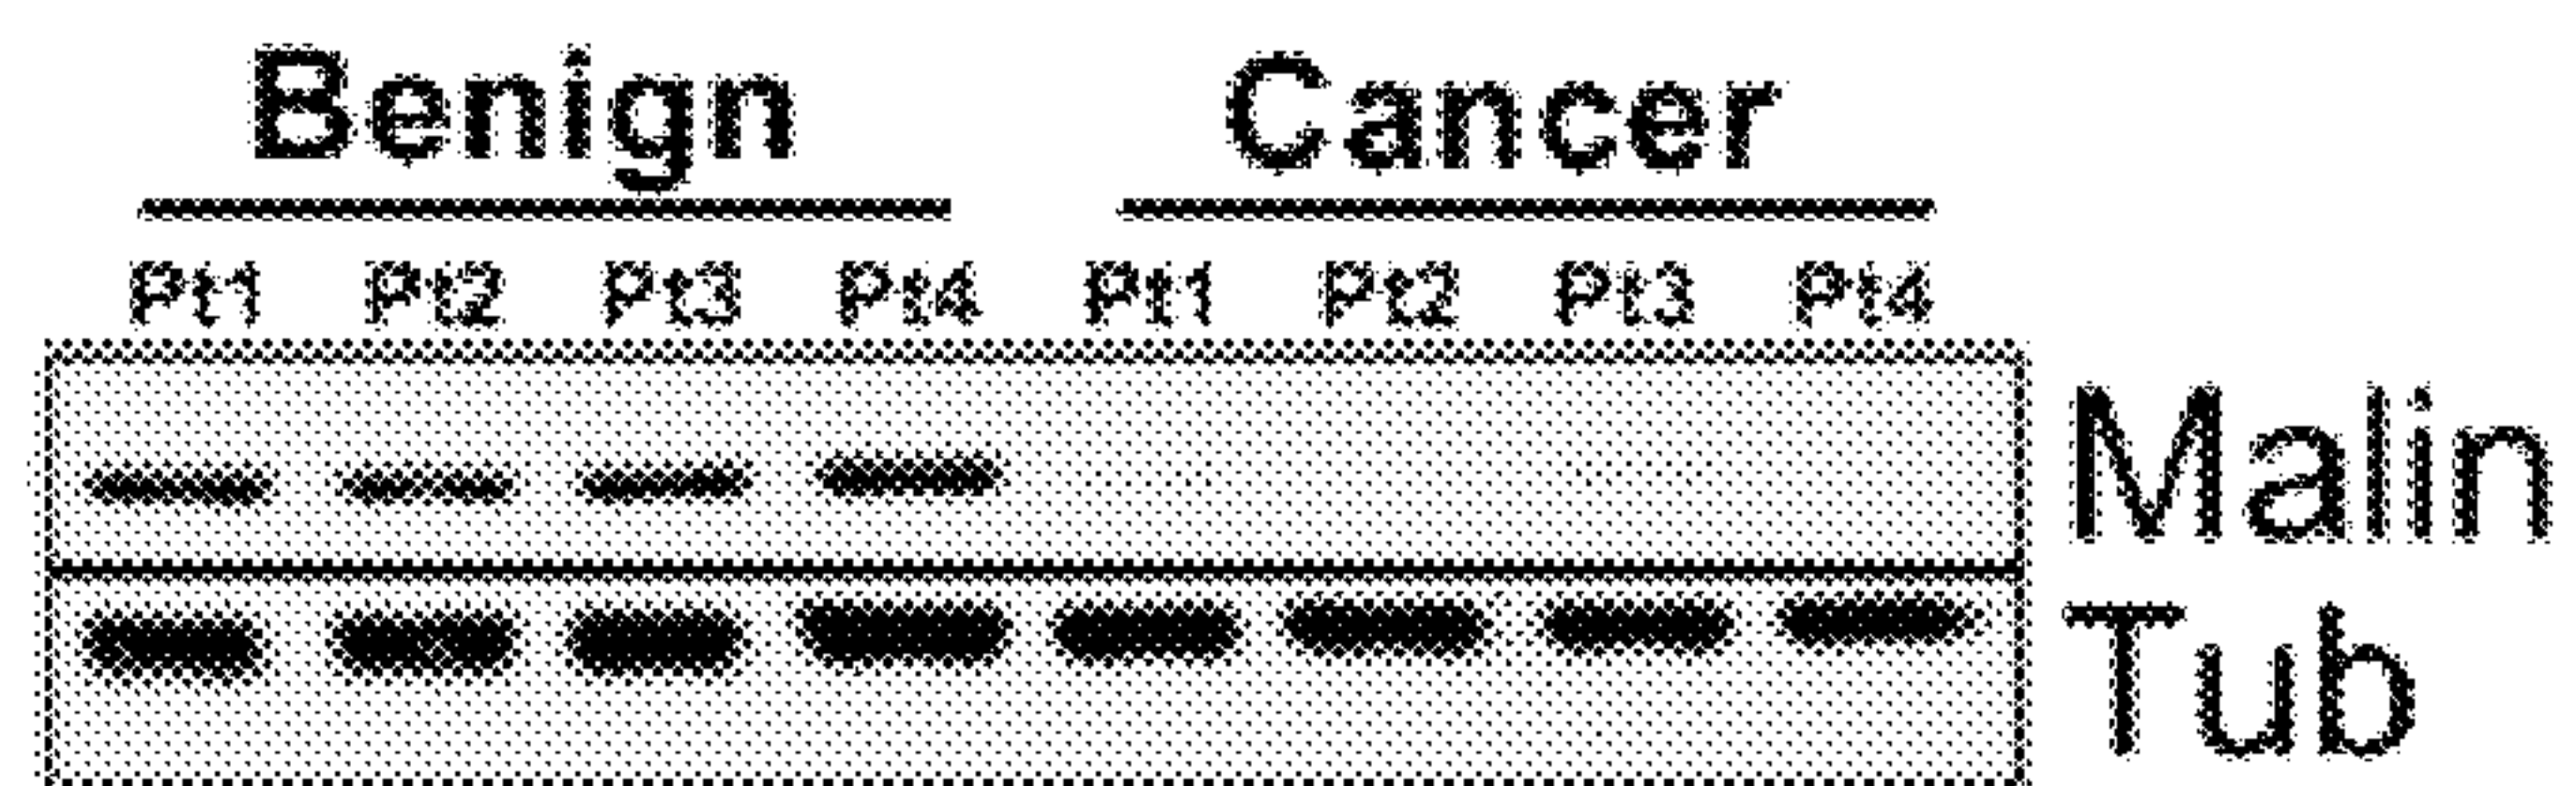 Benign Cancer
Pt1 Pt2 Pt3 Pt4 Pt1 Pt2 Pt3 Pt4
Malin
Tub